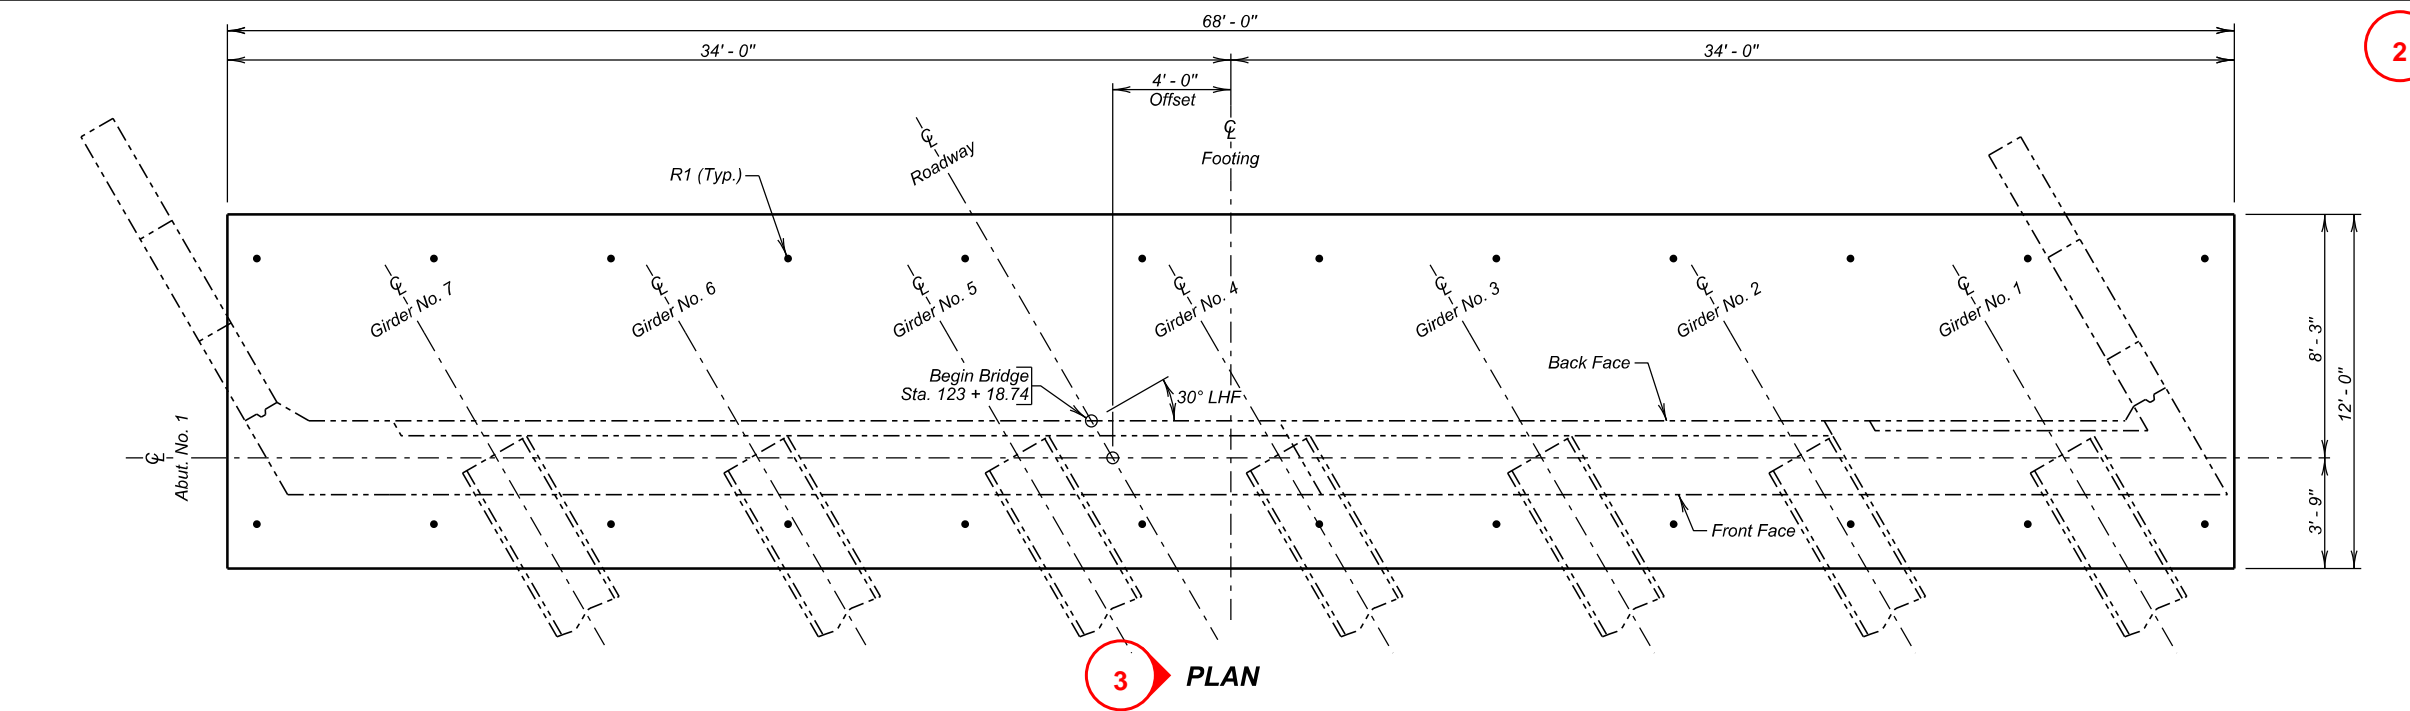 68' - 0"
34' - 0"
34' - 0"
2
4' - 0"
Offset
℄
Footing
℄
Roadway
R1 (Typ.)
℄
Girder No. 7
℄
Girder No. 6
℄
Girder No. 5
℄
Girder No. 4
℄
Girder No. 3
℄
Girder No. 2
℄
Girder No. 1
8' - 3"
12' - 0"
3' - 9"
Begin Bridge
Sta. 123 + 18.74
30° LHF
Back Face
℄
Abut. No. 1
Front Face
3
PLAN